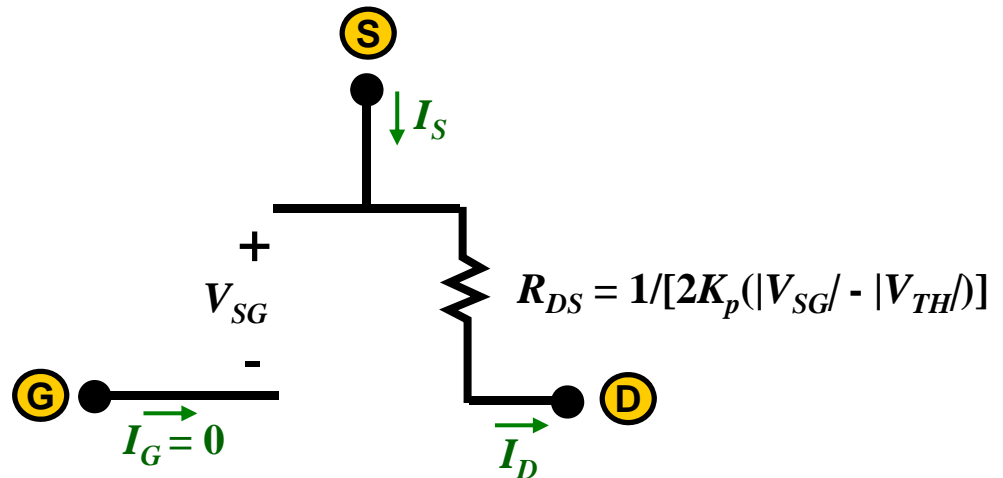 S
I_S
+
V_SG
R_DS = 1/[2K_p(|V_SG/ - |V_TH/)]
-
G
D
I_G = 0
I_D